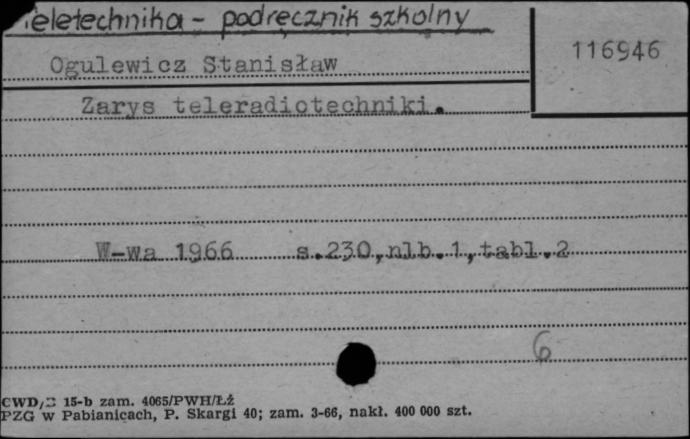 Teletechnika - podręcznik szkolny
Ogulewicz Stanisław
116946
Zarys teleradiotechniki.
W-wa 1966 s.230,nlb.1,tabl.2
6
CWD/ 15-b zam. 4065/PWH/Łż
PZG w Pabianicach, P. Skargi 40; zam. 3-66, nakł. 400 000 szt.